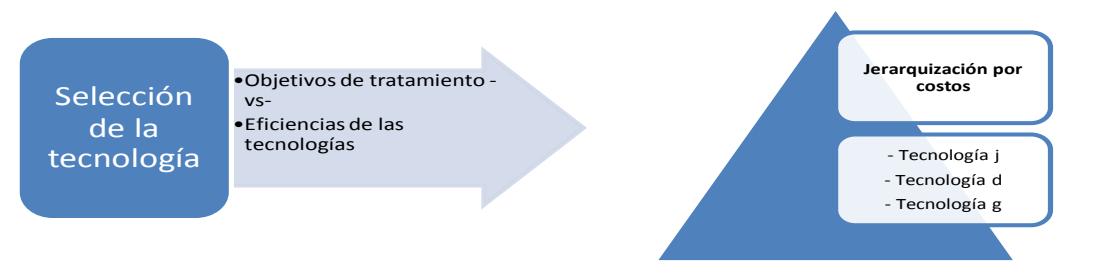 Selección
de la
tecnología
•Objetivos de tratamiento -
vs-
•Eficiencias de las
tecnologías
Jerarquización por
costos
- Tecnología j
- Tecnología d
- Tecnología g